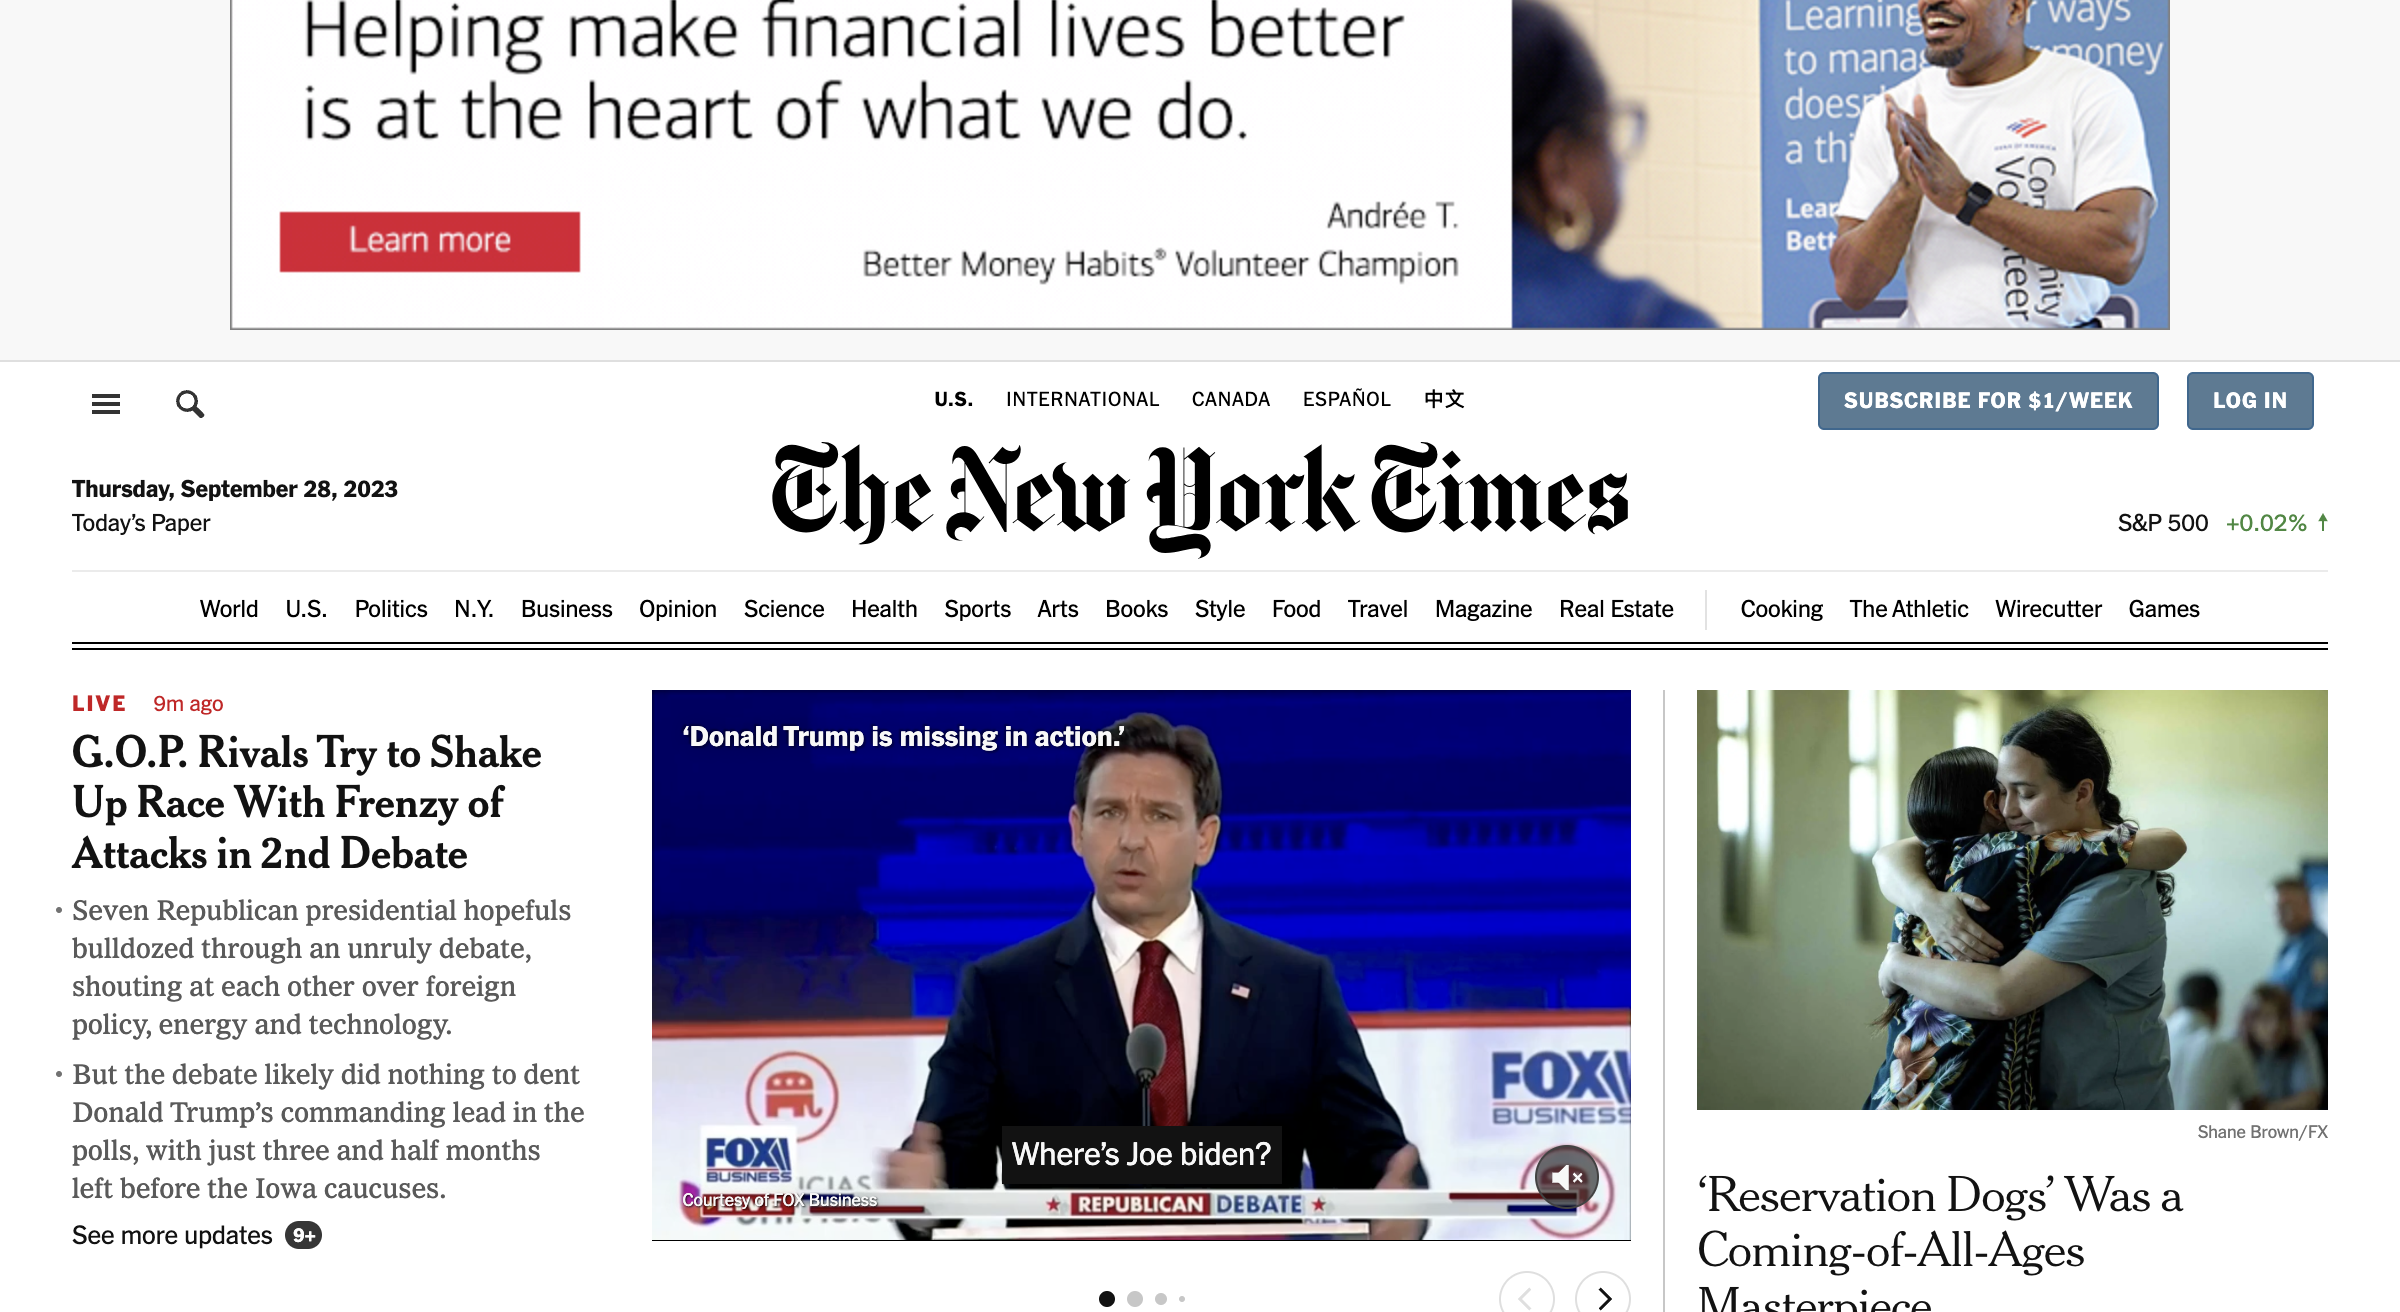 Helping make financial lives better
is at the heart of what we do.
Learn more
Andrée T.
Better Money Habits® Volunteer Champion
Learning
ways
to mana
money
a thi
Lear
Bett
BANK OF AMERICA
Community
Volunteer
U.S. INTERNATIONAL CANADA ESPAÑOL 中文
SUBSCRIBE FOR $1/WEEK
LOG IN
The New York Times
Thursday, September 28, 2023
Today's Paper
S&P 500 +0.02% ↑
World U.S. Politics N.Y. Business Opinion Science Health Sports Arts Books Style Food Travel Magazine Real Estate Cooking The Athletic Wirecutter Games
LIVE 9m ago
G.O.P. Rivals Try to Shake
Up Race With Frenzy of
Attacks in 2nd Debate
• Seven Republican presidential hopefuls
bulldozed through an unruly debate,
shouting at each other over foreign
policy, energy and technology.
• But the debate likely did nothing to dent
Donald Trump’s commanding lead in the
polls, with just three and half months
left before the Iowa caucuses.
See more updates 9+
‘Donald Trump is missing in action.’
FOX
BUSINESS
FOX
BUSINESS
Where’s Joe biden?
Courtesy of FOX Business
★ REPUBLICAN DEBATE ★
Shane Brown/FX
‘Reservation Dogs’ Was a
Coming-of-All-Ages
Masterpiece